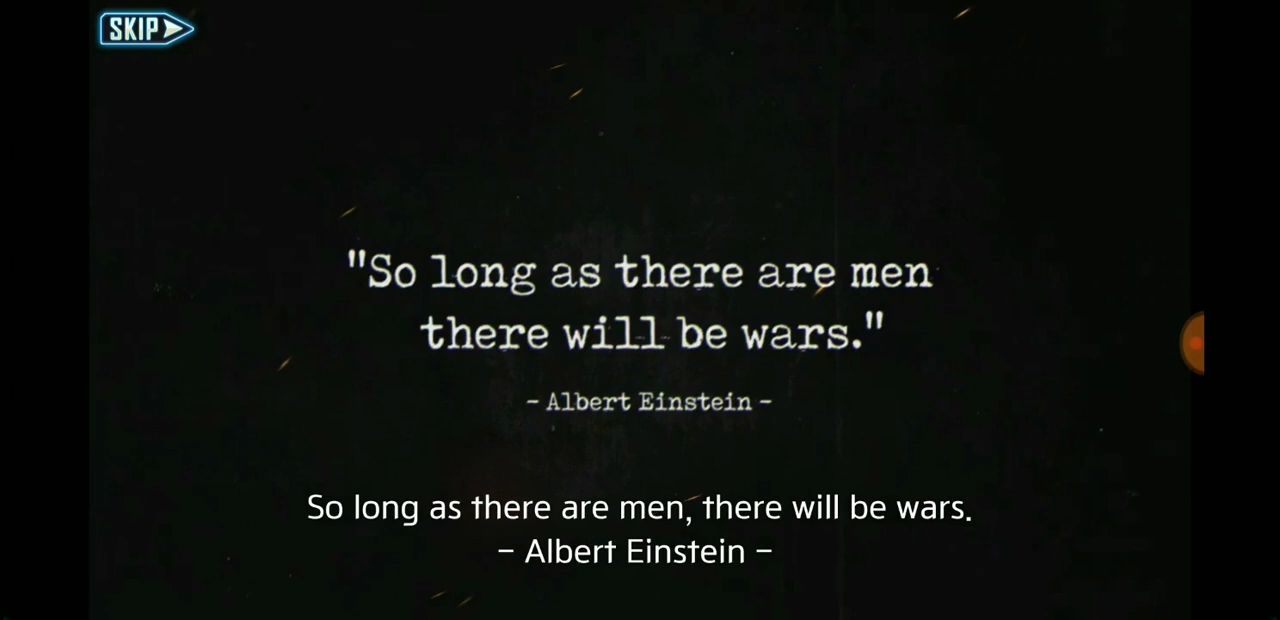 SKIP
"So long as there are men
there will be wars."
- Albert Einstein -
So long as there are men, there will be wars.
- Albert Einstein -